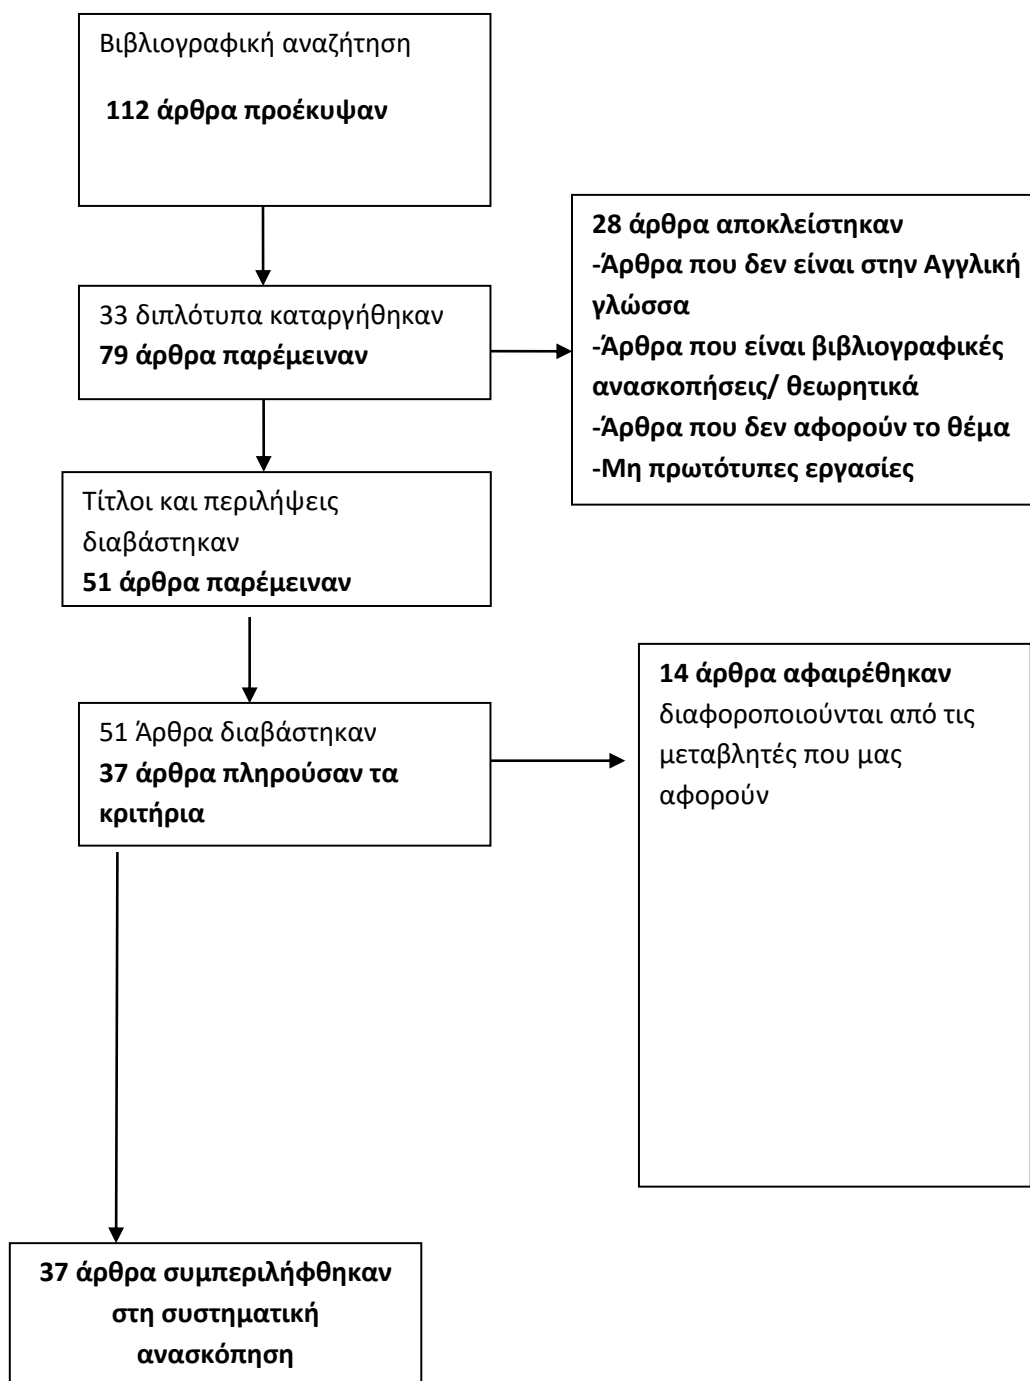 Βιβλιογραφική αναζήτηση
112 άρθρα προέκυψαν
33 διπλότυπα καταργήθηκαν
79 άρθρα παρέμειναν
28 άρθρα αποκλείστηκαν
-Άρθρα που δεν είναι στην Αγγλική
γλώσσα
-Άρθρα που είναι βιβλιογραφικές
ανασκοπήσεις/ θεωρητικά
-Άρθρα που δεν αφορούν το θέμα
-Μη πρωτότυπες εργασίες
Τίτλοι και περιλήψεις
διαβάστηκαν
51 άρθρα παρέμειναν
51 Άρθρα διαβάστηκαν
37 άρθρα πληρούσαν τα
κριτήρια
14 άρθρα αφαιρέθηκαν
διαφοροποιούνται από τις
μεταβλητές που μας
αφορούν
37 άρθρα συμπεριλήφθηκαν
στη συστηματική
ανασκόπηση